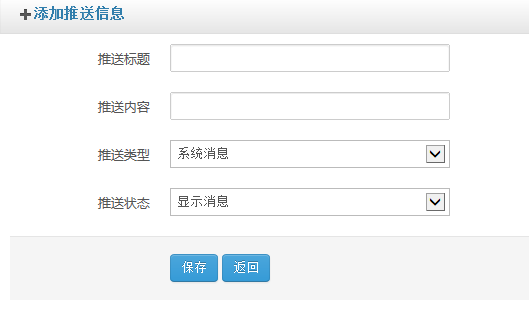 添加推送信息
推送标题
推送内容
推送类型 系统消息
推送状态 显示消息
保存 返回